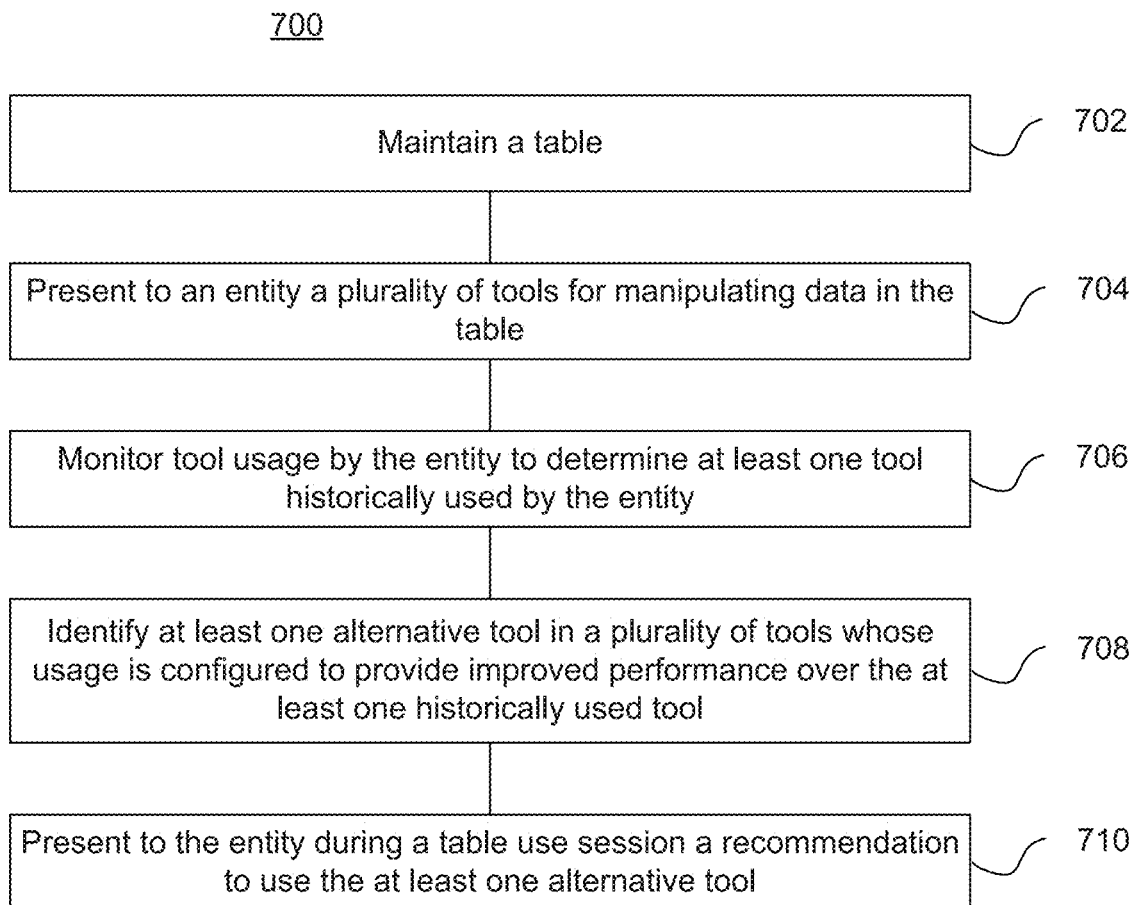 700
Maintain a table
702
Present to an entity a plurality of tools for manipulating data in the
table
704
Monitor tool usage by the entity to determine at least one tool
historically used by the entity
706
Identify at least one alternative tool in a plurality of tools whose
usage is configured to provide improved performance over the at
least one historically used tool
708
Present to the entity during a table use session a recommendation
to use the at least one alternative tool
710